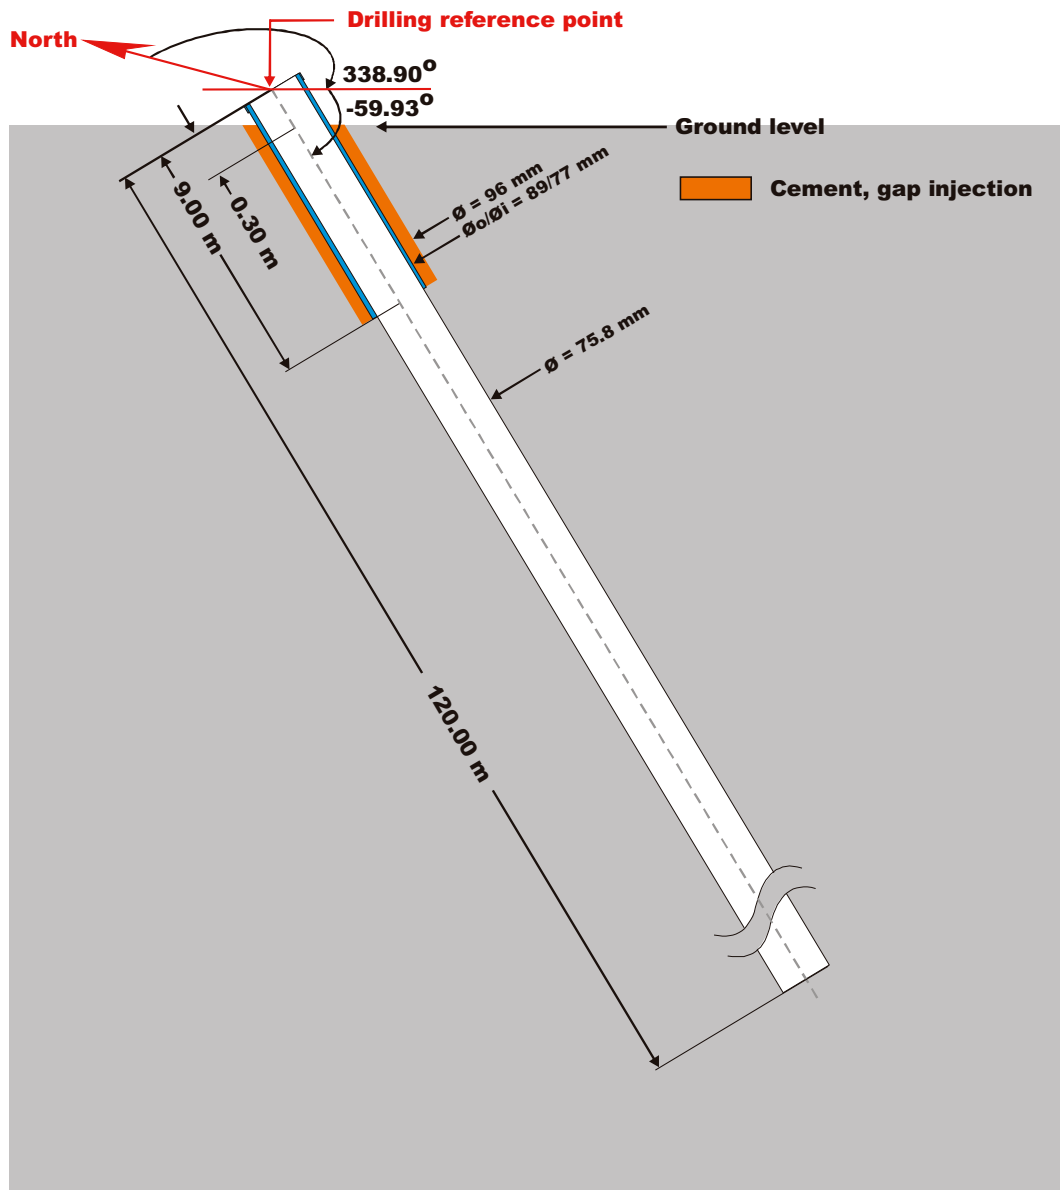 Drilling reference point
North
338.90°
-59.93°
Ground level
Ø = 96 mm
Øo/Øi = 89/77 mm
Cement, gap injection
9.00 m
0.30 m
Ø = 75.8 mm
120.00 m